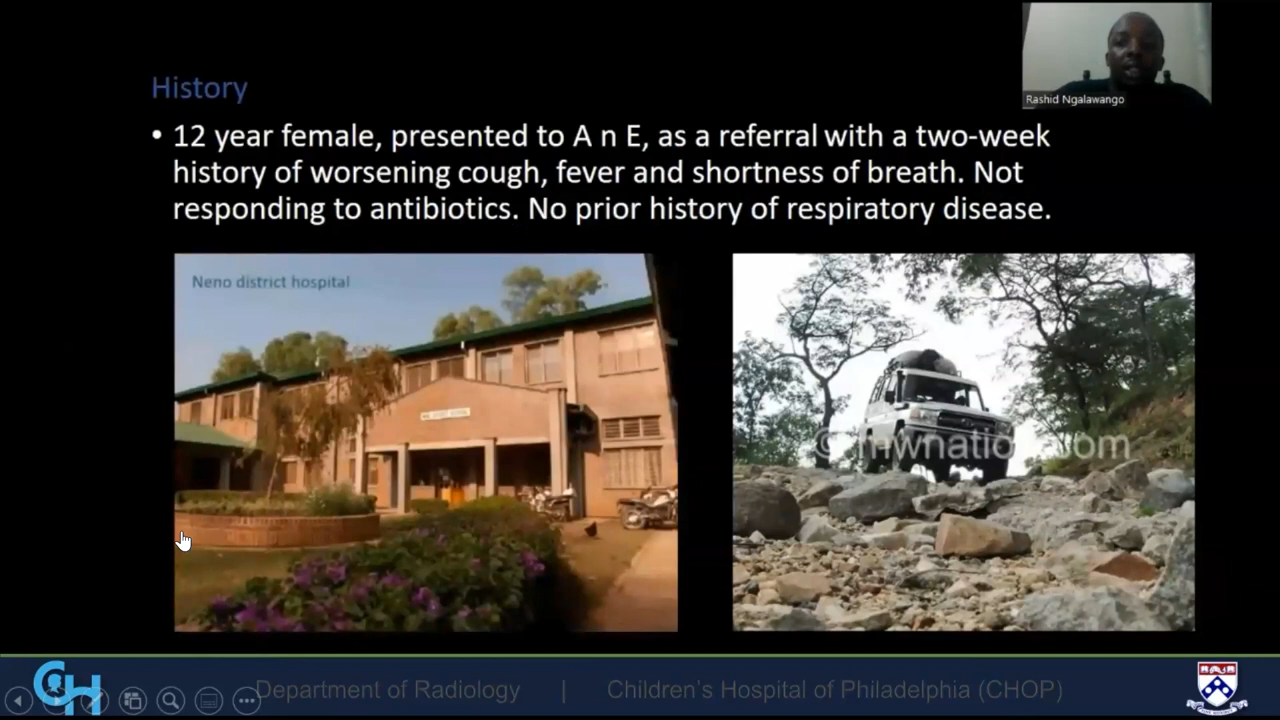 Rashid Ngalawango
History
• 12 year female, presented to A n E, as a referral with a two-week
history of worsening cough, fever and shortness of breath. Not
responding to antibiotics. No prior history of respiratory disease.
Neno district hospital
mwnation.com
Department of Radiology | Children's Hospital of Philadelphia (CHOP)